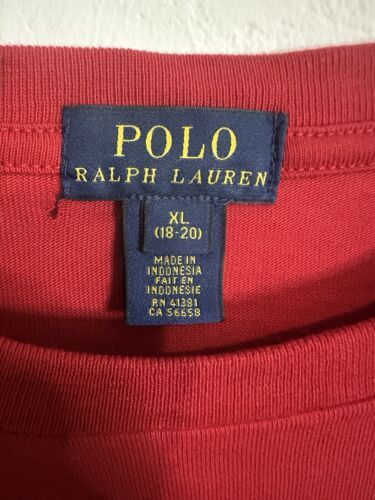 POLO
RALPH LAUREN
XL
(18-20)
MADE IN
INDONESIA
FAIT EN
INDONESIE
RN 41381
CA 56658